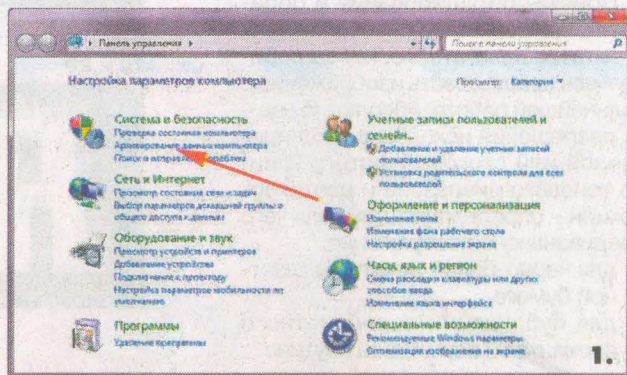 Панель управления
Поиск в панели управления
Настройка параметров компьютера
Просмотр: Категория
Система и безопасность
Проверка состояния компьютера
Архивирование данных компьютера
Поиск и исправление проблем
Сеть и Интернет
Просмотр состояния сети и задач
Выбор параметров домашней группы и
общего доступа к данным
Оборудование и звук
Просмотр устройств и принтеров
Добавление устройства
Подключение к проектору
Настройка параметров мобильности по
умолчанию
Программы
Удаление программы
Учетные записи пользователей и
семейн...
Добавление и удаление учетных записей
пользователей
Установка родительского контроля для всех
пользователей
Оформление и персонализация
Изменение темы
Изменение фона рабочего стола
Настройка разрешения экрана
Часы, язык и регион
Смена раскладки клавиатуры или других
способов ввода
Изменение языка интерфейса
Специальные возможности
Рекомендуемые Windows параметры
Оптимизация изображения на экране
1.